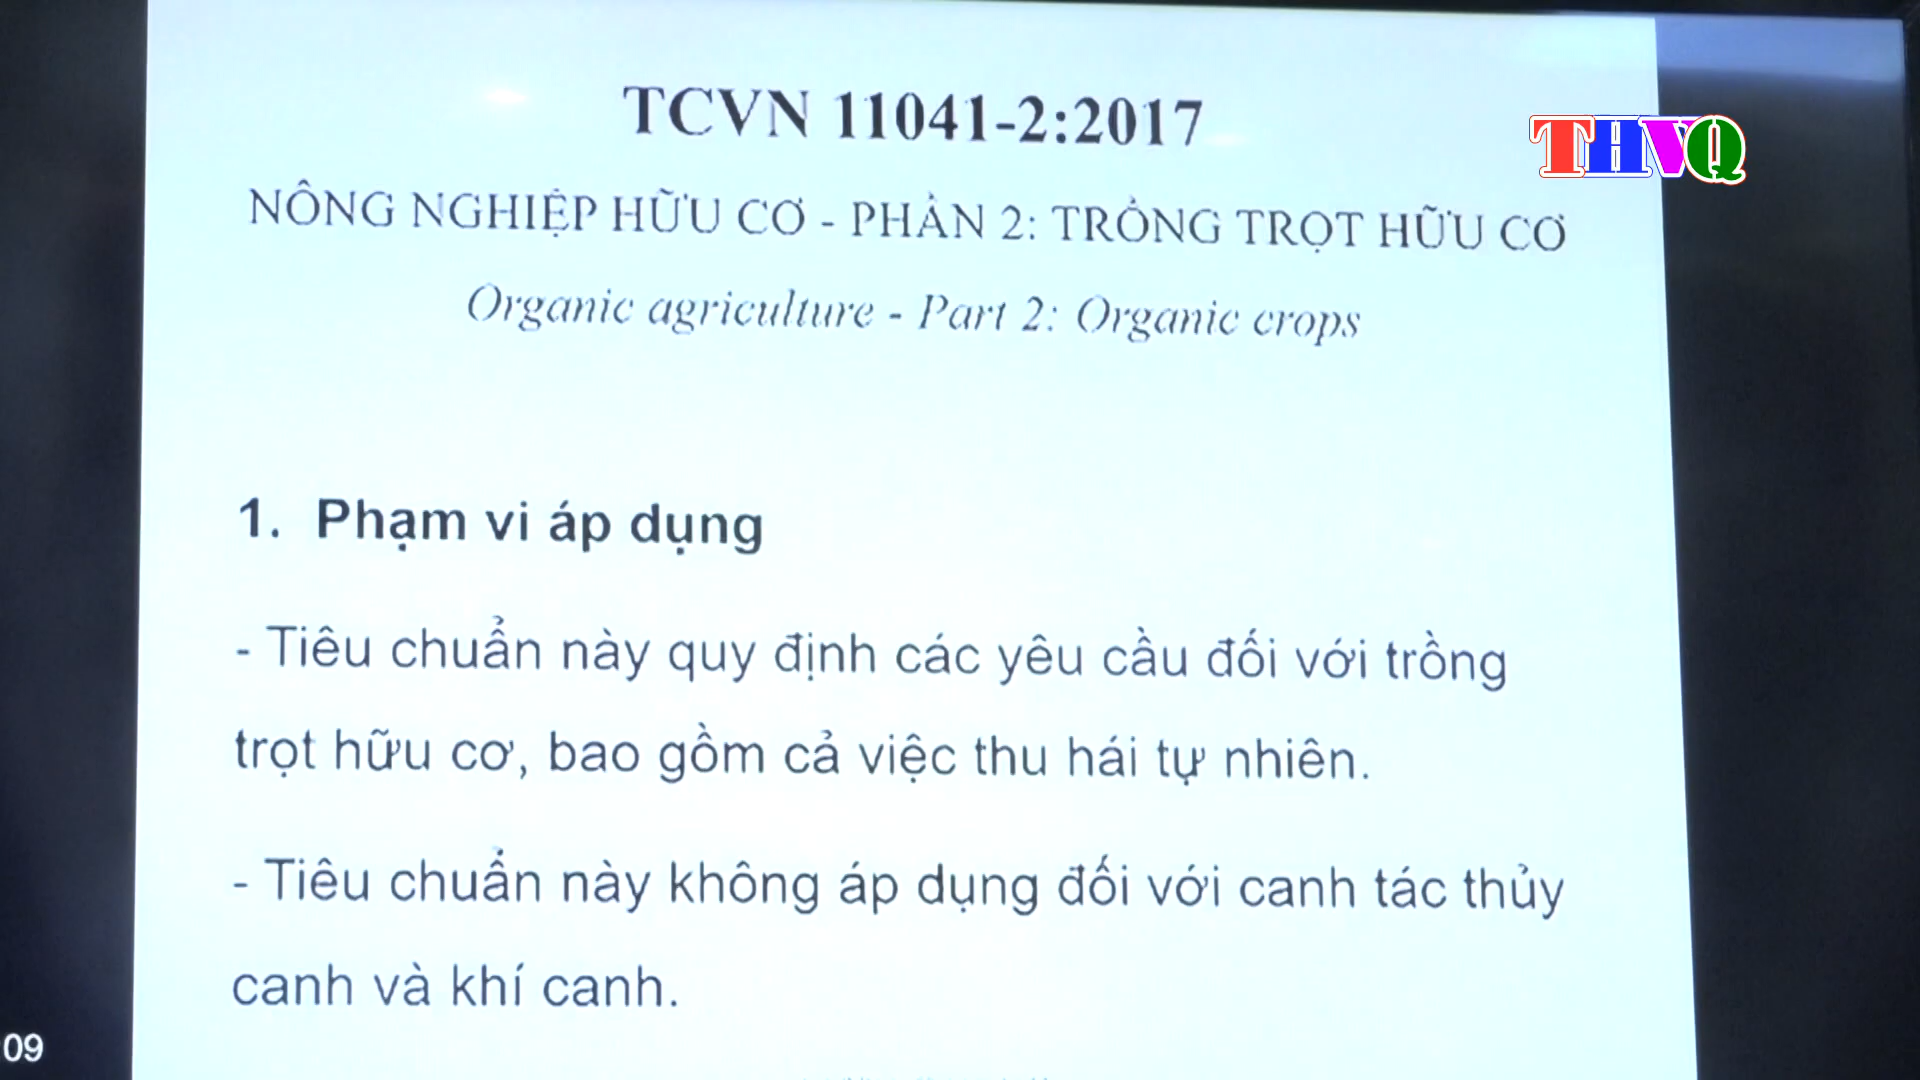 TCVN 11041-2:2017
THVQ
NÔNG NGHIỆP HỮU CƠ - PHẦN 2: TRỒNG TRỌT HỮU CƠ
Organic agriculture - Part 2: Organic crops
1. Phạm vi áp dụng
- Tiêu chuẩn này quy định các yêu cầu đối với trồng
trọt hữu cơ, bao gồm cả việc thu hái tự nhiên.
- Tiêu chuẩn này không áp dụng đối với canh tác thủy
canh và khí canh.
09